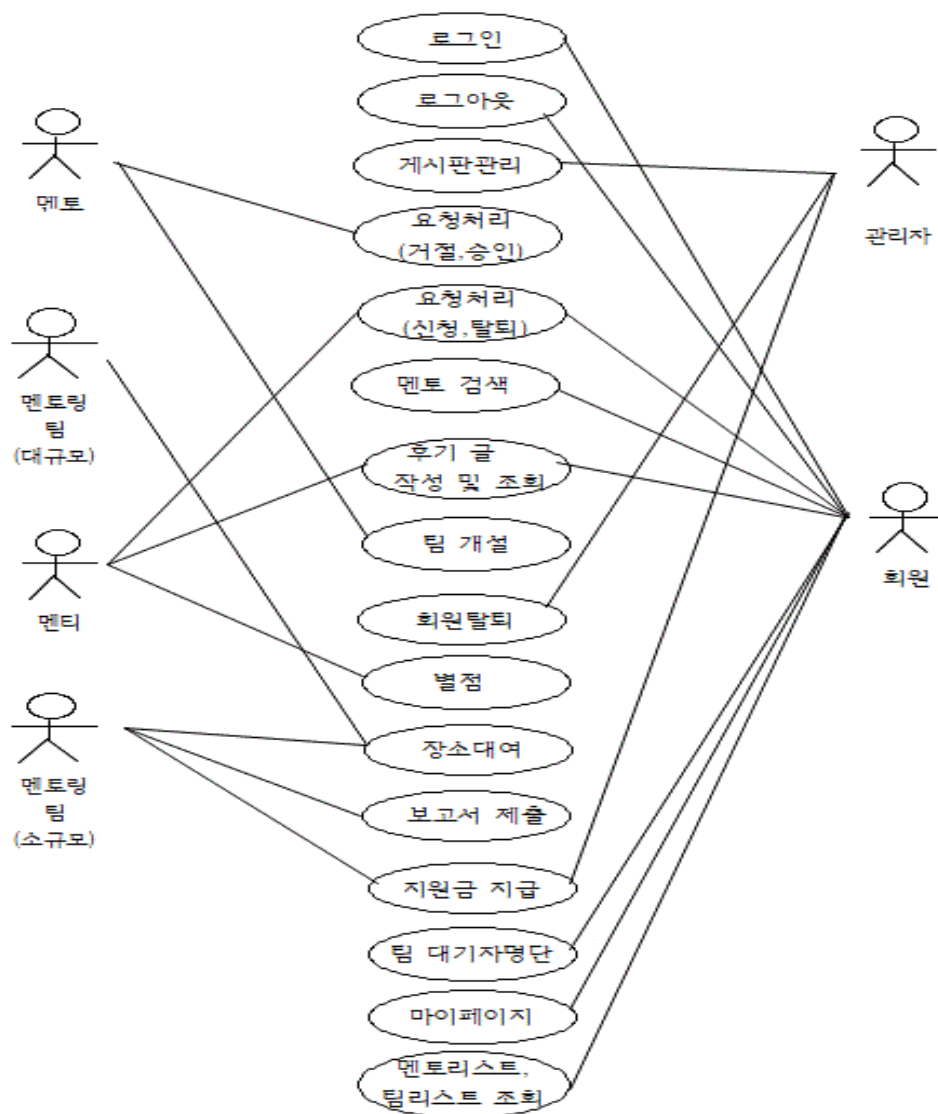 로그인
로그아웃
게시판관리
요청처리
(거절,승인)
요청처리
(신청,탈퇴)
멘토 검색
후기 글
작성 및 조회
팀 개설
회원탈퇴
별점
장소대여
보고서 제출
지원금 지급
팀 대기자명단
마이페이지
멘토리스트,
팀리스트 조회
멘토
멘토링
팀
(대규모)
멘티
멘토링
팀
(소규모)
관리자
회원